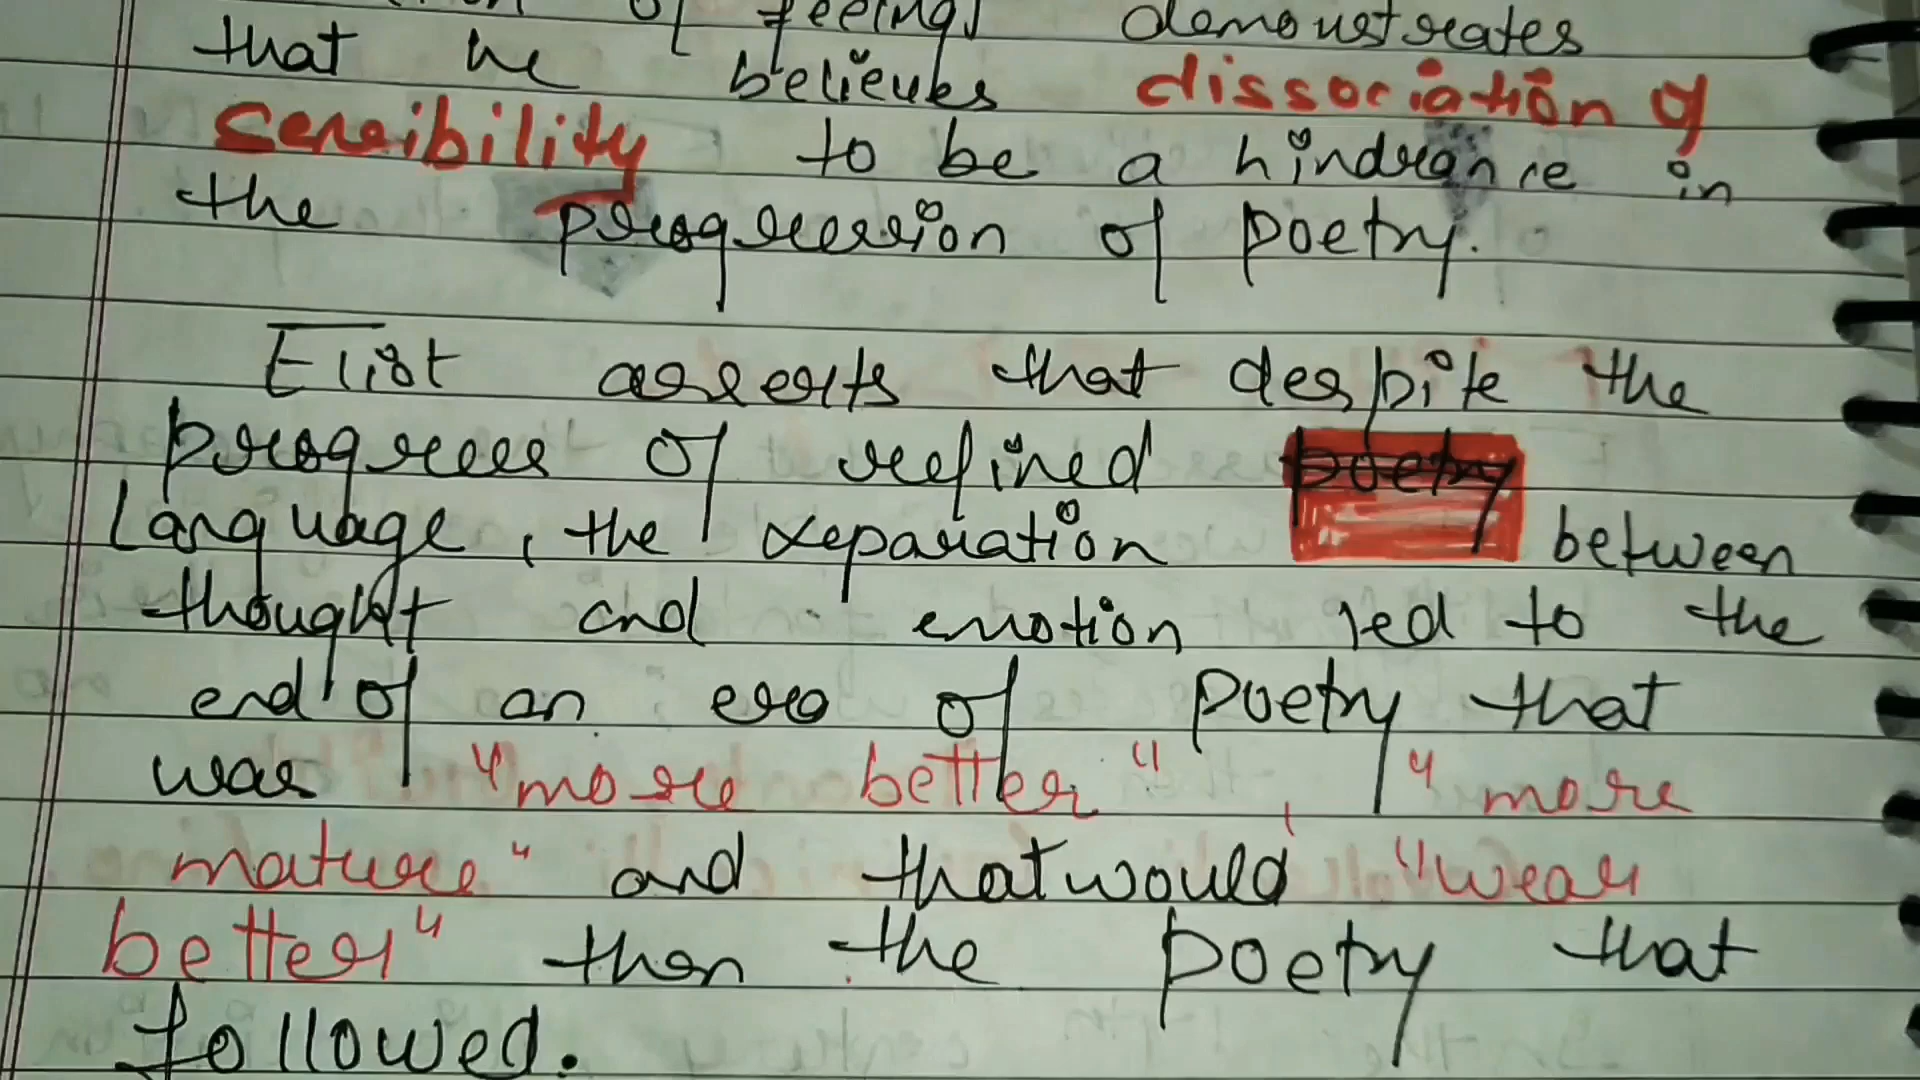 of feeling demoustrates
that he believes dissociation of
sensibility to be a hindrance in
the progression of poetry.
Eliot asserts that despite the
progress of refined poetry
language, the separation between
thought and emotion led to the
end of an era of poetry that
was "more better", "more
mature" and that would "wear
better" than the poetry that
followed.